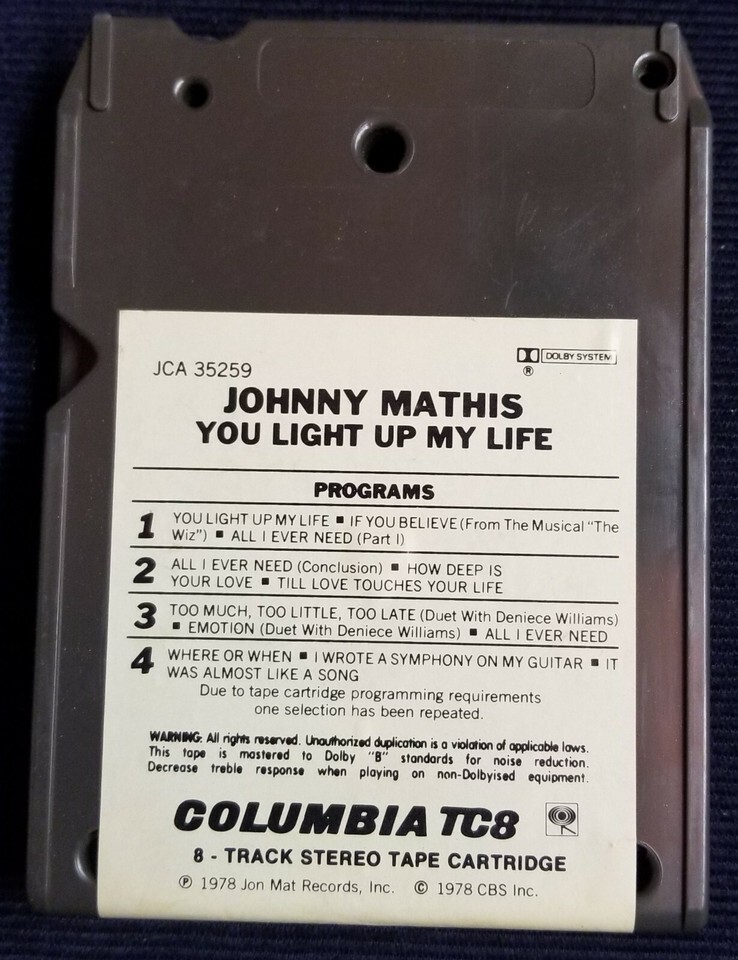 JCA 35259
DOLBY SYSTEM
®
JOHNNY MATHIS
YOU LIGHT UP MY LIFE
PROGRAMS
1 YOU LIGHT UP MY LIFE ■ IF YOU BELIEVE (From The Musical "The
Wiz") ■ ALL I EVER NEED (Part I)
2 ALL I EVER NEED (Conclusion) ■ HOW DEEP IS
YOUR LOVE ■ TILL LOVE TOUCHES YOUR LIFE
3 TOO MUCH, TOO LITTLE, TOO LATE (Duet With Deniece Williams)
■ EMOTION (Duet With Deniece Williams) ■ ALL I EVER NEED
4 WHERE OR WHEN ■ I WROTE A SYMPHONY ON MY GUITAR ■ IT
WAS ALMOST LIKE A SONG
Due to tape cartridge programming requirements
one selection has been repeated.
WARNING: All rights reserved. Unauthorized duplication is a violation of applicable laws.
This tape is mastered to Dolby "B" standards for noise reduction.
Decrease treble response when playing on non-Dolbyised equipment.
COLUMBIA TC8
8 - TRACK STEREO TAPE CARTRIDGE
℗ 1978 Jon Mat Records, Inc. © 1978 CBS Inc.